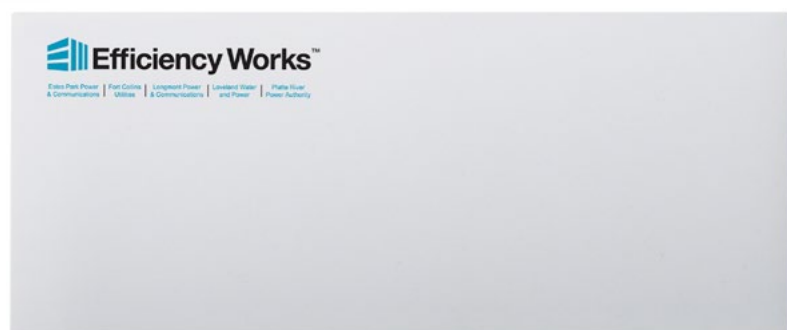 Efficiency Works™
Estes Park Power | Fort Collins | Longmont Power | Loveland Water | Platte River
& Communications | Utilities | & Communications | and Power | Power Authority